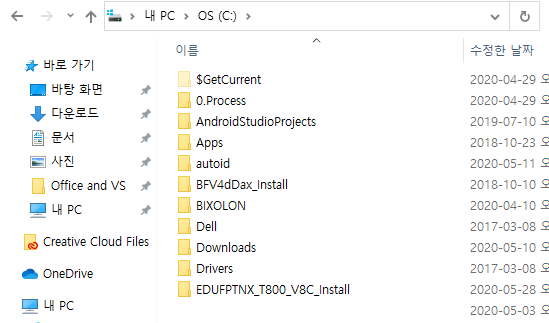 내 PC > OS (C:) >
이름 수정한 날짜
바로 가기
바탕 화면
다운로드
문서
사진
Office and VS
내 PC
Creative Cloud Files
OneDrive
내 PC
$GetCurrent 2020-04-29 오
0.Process 2020-04-29 오
AndroidStudioProjects 2019-07-10 오
Apps 2018-10-23 오
autoid 2020-05-11 오
BFV4dDax_Install 2018-10-10 오
BIXOLON 2020-04-10 오
Dell 2017-03-08 오
Downloads 2020-05-10 오
Drivers 2017-03-08 오
EDUFPTNX_T800_V8C_Install 2020-05-28 오
2020-05-03 오